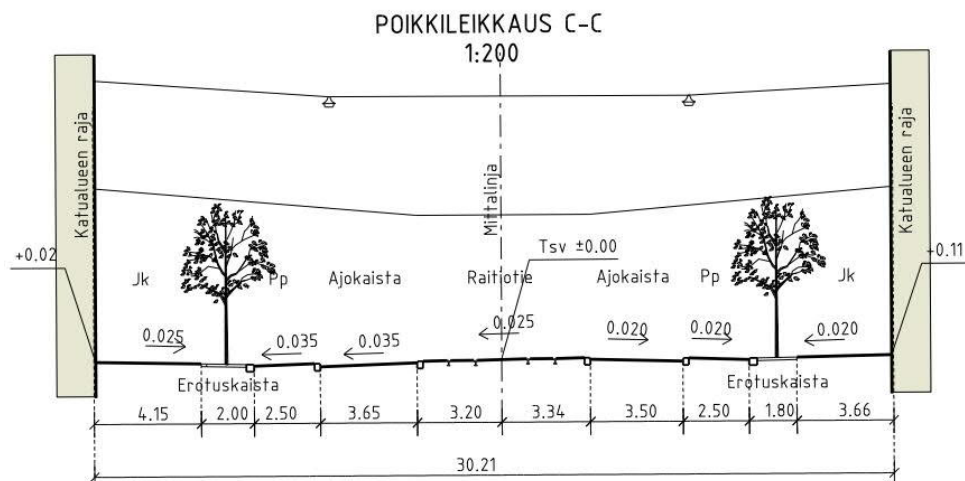 POIKKILEIKKAUS C-C
1:200
Katualueen raja
Mittalinja
Katualueen raja
Tsv ±0.00
+0.02
+0.11
Jk
Pp
Ajokaista
Raitiotie
Ajokaista
Pp
Jk
0.025
0.035
0.035
0.025
0.020
0.020
0.020
Erotuskaista
Erotuskaista
4.15
2.00
2.50
3.65
3.20
3.34
3.50
2.50
1.80
3.66
30.21